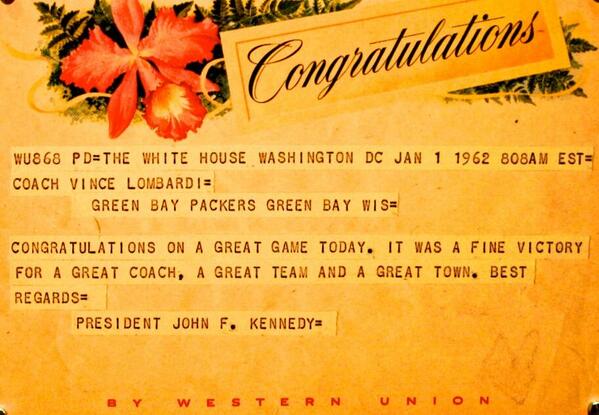 Congratulations
WU868 PD=THE WHITE HOUSE WASHINGTON DC JAN 1 1962 808AM EST=
COACH VINCE LOMBARDI=
GREEN BAY PACKERS GREEN BAY WIS=
CONGRATULATIONS ON A GREAT GAME TODAY. IT WAS A FINE VICTORY
FOR A GREAT COACH, A GREAT TEAM AND A GREAT TOWN. BEST
REGARDS=
PRESIDENT JOHN F. KENNEDY=
BY WESTERN UNION